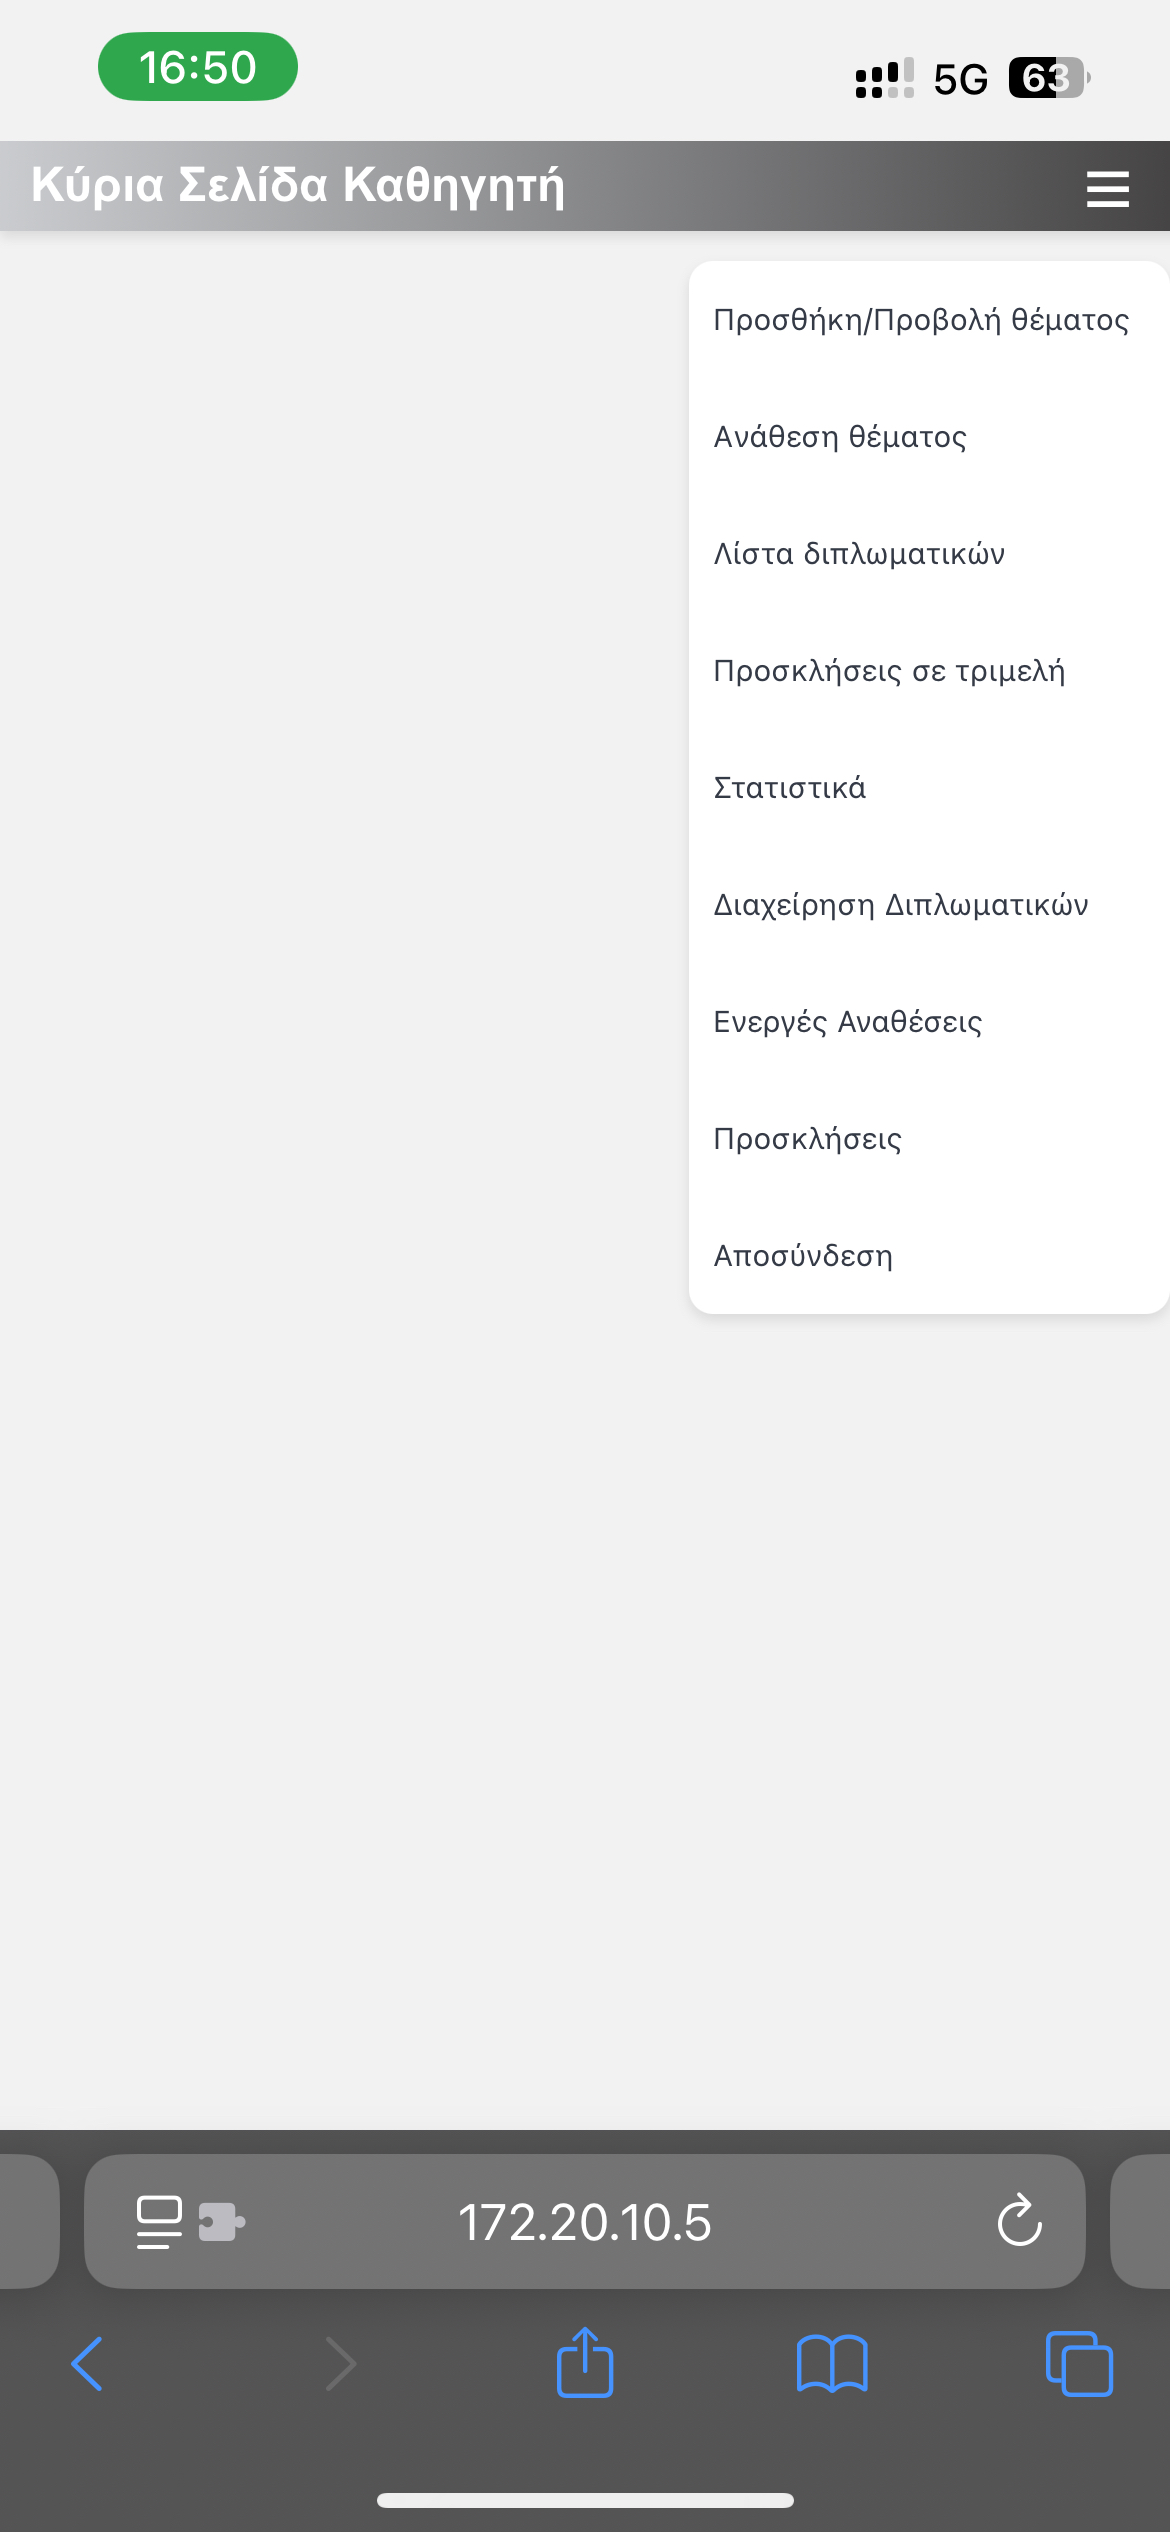 16:50
5G 63
Κύρια Σελίδα Καθηγητή
Προσθήκη/Προβολή θέματος
Ανάθεση θέματος
Λίστα διπλωματικών
Προσκλήσεις σε τριμελή
Στατιστικά
Διαχείρηση Διπλωματικών
Ενεργές Αναθέσεις
Προσκλήσεις
Αποσύνδεση
172.20.10.5